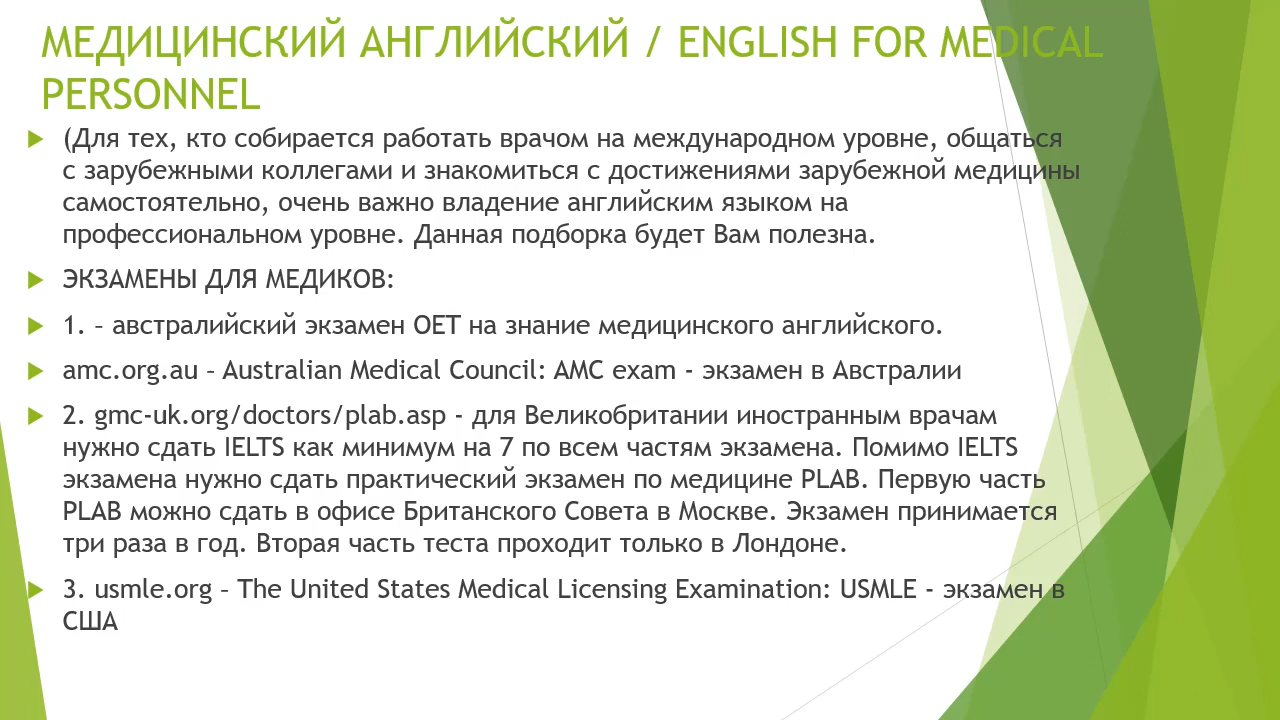 МЕДИЦИНСКИЙ АНГЛИЙСКИЙ / ENGLISH FOR MEDICAL
PERSONNEL
(Для тех, кто собирается работать врачом на международном уровне, общаться
с зарубежными коллегами и знакомиться с достижениями зарубежной медицины
самостоятельно, очень важно владение английским языком на
профессиональном уровне. Данная подборка будет Вам полезна.
ЭКЗАМЕНЫ ДЛЯ МЕДИКОВ:
1. – австралийский экзамен OET на знание медицинского английского.
amc.org.au – Australian Medical Council: AMC exam - экзамен в Австралии
2. gmc-uk.org/doctors/plab.asp - для Великобритании иностранным врачам
нужно сдать IELTS как минимум на 7 по всем частям экзамена. Помимо IELTS
экзамена нужно сдать практический экзамен по медицине PLAB. Первую часть
PLAB можно сдать в офисе Британского Совета в Москве. Экзамен принимается
три раза в год. Вторая часть теста проходит только в Лондоне.
3. usmle.org – The United States Medical Licensing Examination: USMLE - экзамен в
США